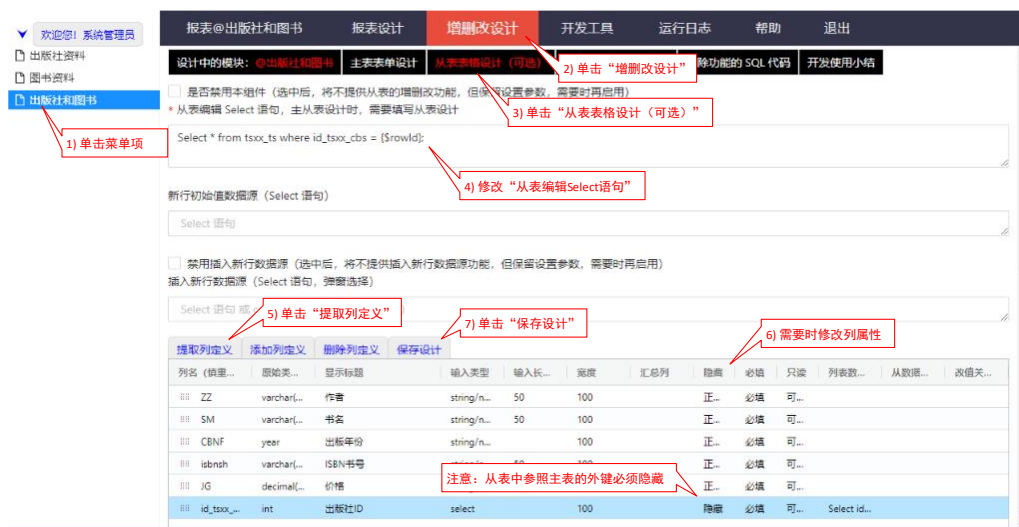 欢迎您! 系统管理员
出版社资料
图书资料
出版社和图书
1) 单击菜单项
报表@出版社和图书 报表设计 增删改设计 开发工具 运行日志 帮助 退出
设计中的模块: @出版社和图书 主表表单设计 从表表格设计（可选） 除功能的 SQL 代码 开发使用小结
2) 单击“增删改设计”
是否禁用本组件（选中后，将不提供从表的增删改功能，但保留设置参数，需要时再启用）
* 从表编辑 Select 语句，主从表设计时，需要填写从表设计
3) 单击“从表表格设计（可选）”
Select * from tsxx_ts where id_tsxx_cbs = {$rowId};
4) 修改“从表编辑Select语句”
新行初始值数据源（Select 语句）
Select 语句
禁用插入新行数据源（选中后，将不提供插入新行数据源功能，但保留设置参数，需要时再启用）
插入新行数据源（Select 语句，弹窗选择）
Select 语句 或
5) 单击“提取列定义”
7) 单击“保存设计”
6) 需要时修改列属性
提取列定义 添加列定义 删除列定义 保存设计
列名（慎重... 原始类... 显示标题 输入类型 输入长... 宽度 汇总列 隐藏 必填 只读 列表数... 从数据... 改值关...
ZZ varchar(... 作者 string/n... 50 100 正... 必填 可...
SM varchar(... 书名 string/n... 50 100 正... 必填 可...
CBNF year 出版年份 string/n... 100 正... 必填 可...
isbnsh varchar(... ISBN书号 100 正... 必填 可...
JG decimal(... 价格 正... 必填 可...
注意：从表中参照主表的外键必须隐藏
id_tsxx_... int 出版社ID select 100 隐藏 必填 可... Select id...